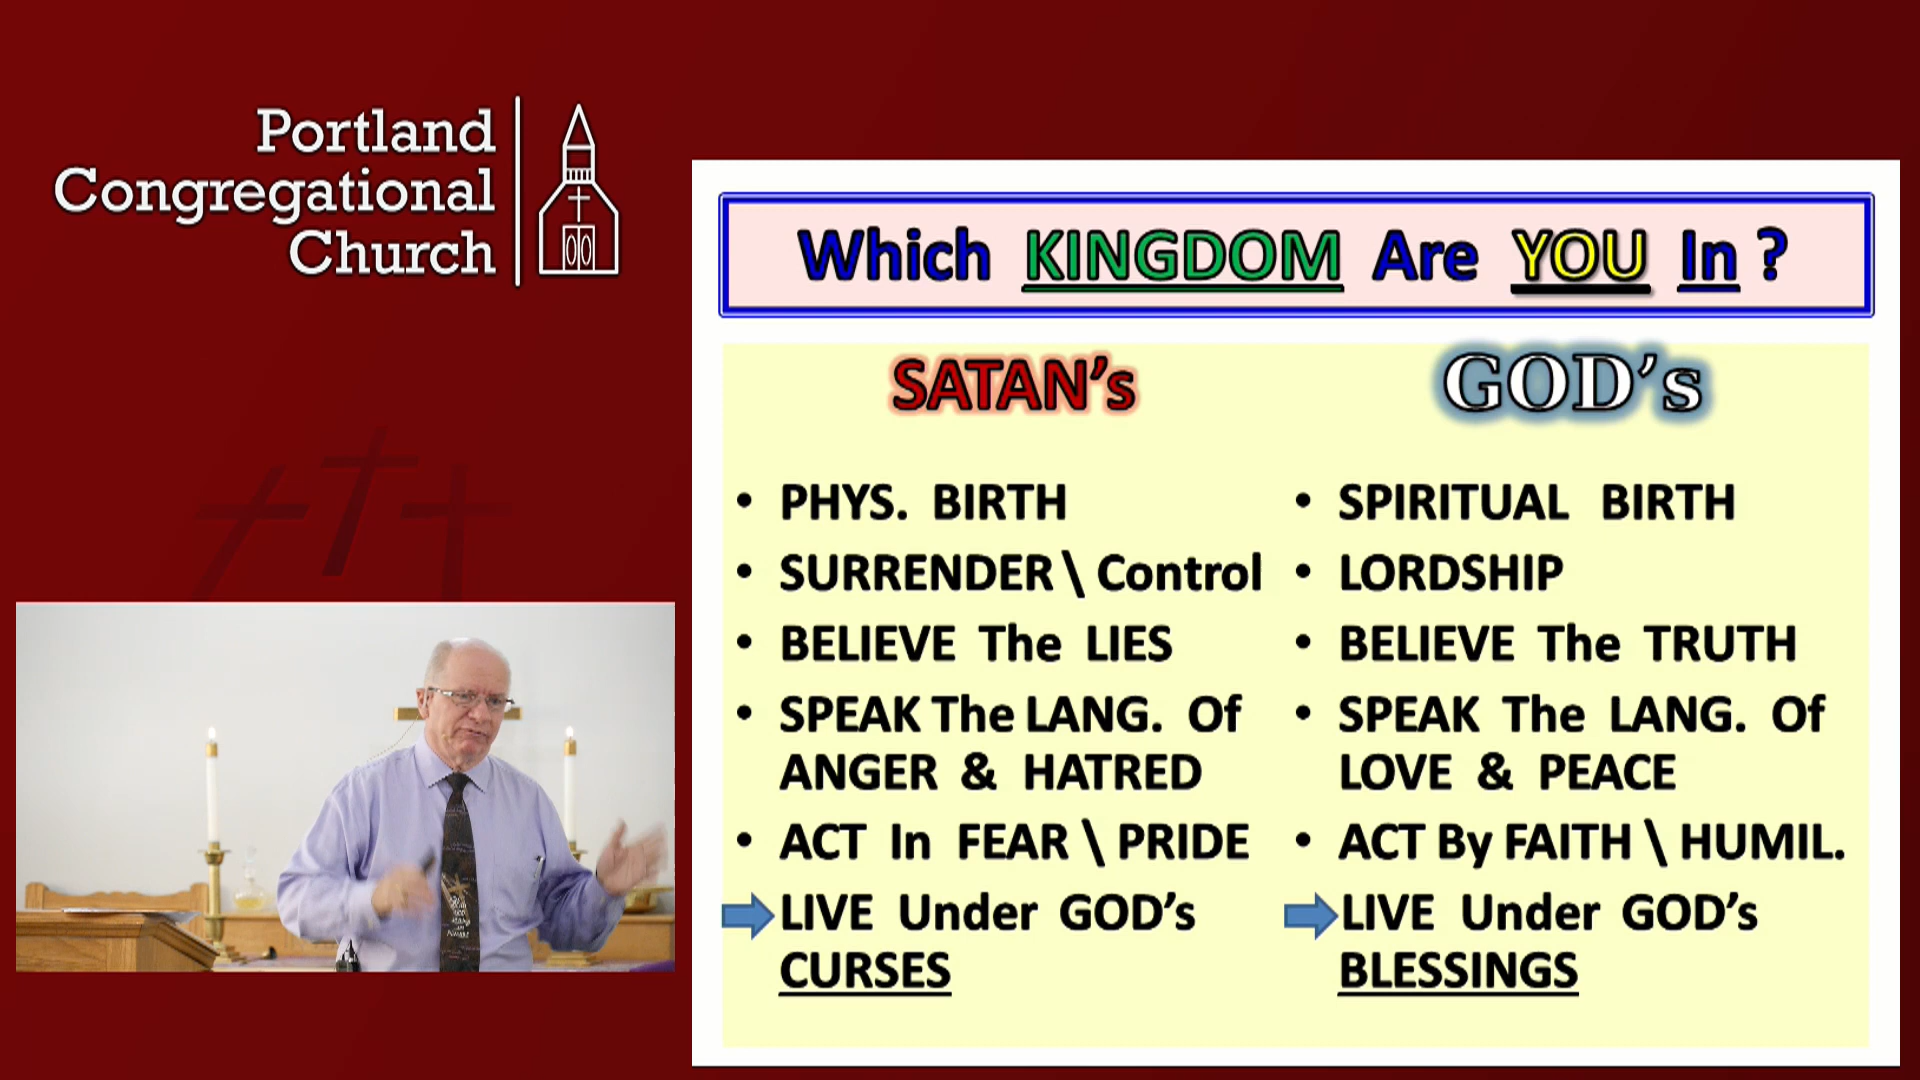 Portland
Congregational
Church
Which KINGDOM Are YOU In ?
SATAN's
• PHYS. BIRTH
• SURRENDER \ Control
• BELIEVE The LIES
• SPEAK The LANG. Of
ANGER & HATRED
• ACT In FEAR \ PRIDE
LIVE Under GOD's
CURSES
GOD's
• SPIRITUAL BIRTH
• LORDSHIP
• BELIEVE The TRUTH
• SPEAK The LANG. Of
LOVE & PEACE
• ACT By FAITH \ HUMIL.
LIVE Under GOD's
BLESSINGS